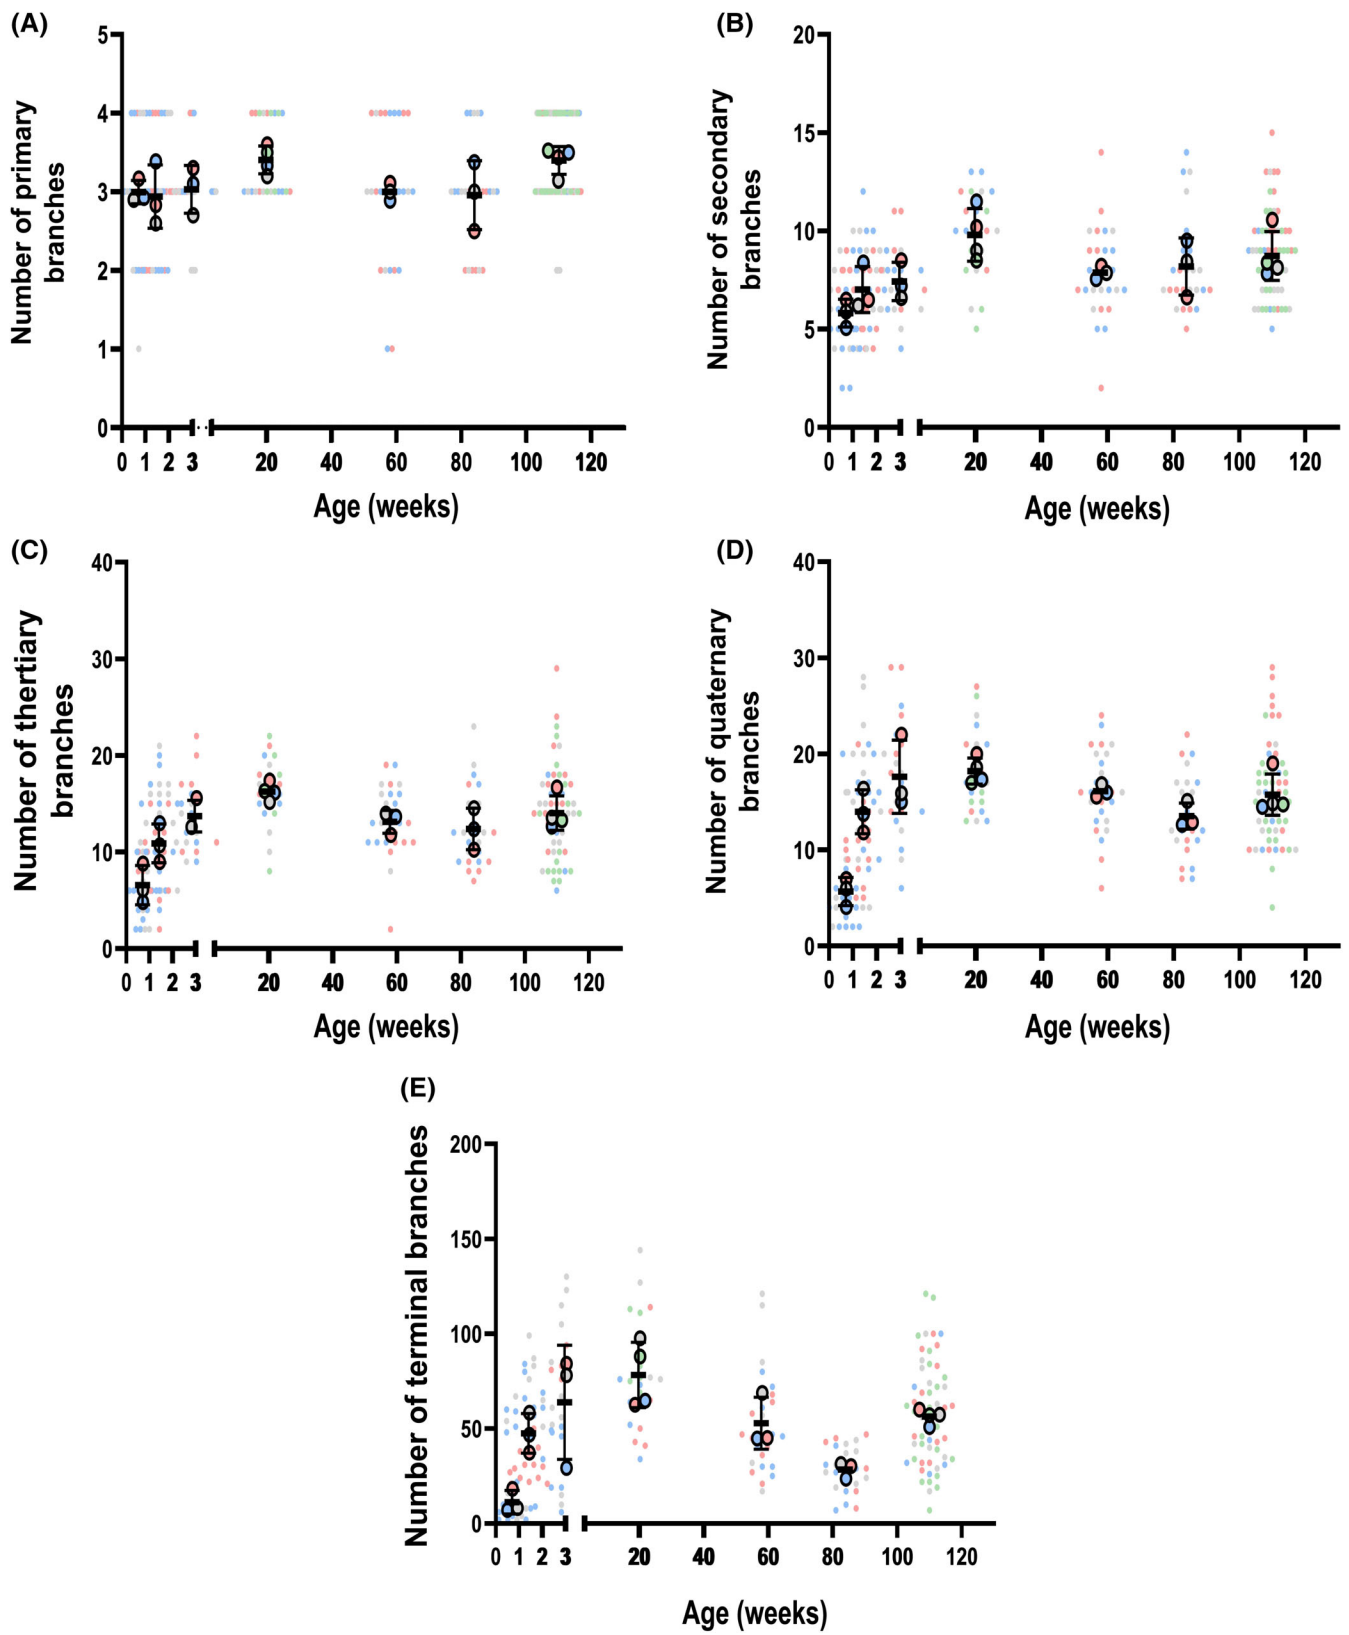 (A)
Number of primary
branches
5
4
3
2
1
0
0 1 2 3 20 40 60 80 100 120
Age (weeks)
(B)
Number of secondary
branches
20
15
10
5
0
0 1 2 3 20 40 60 80 100 120
Age (weeks)
(C)
Number of thertiary
branches
40
30
20
10
0
0 1 2 3 20 40 60 80 100 120
Age (weeks)
(D)
Number of quaternary
branches
40
30
20
10
0
0 1 2 3 20 40 60 80 100 120
Age (weeks)
(E)
Number of terminal branches
200
150
100
50
0
0 1 2 3 20 40 60 80 100 120
Age (weeks)